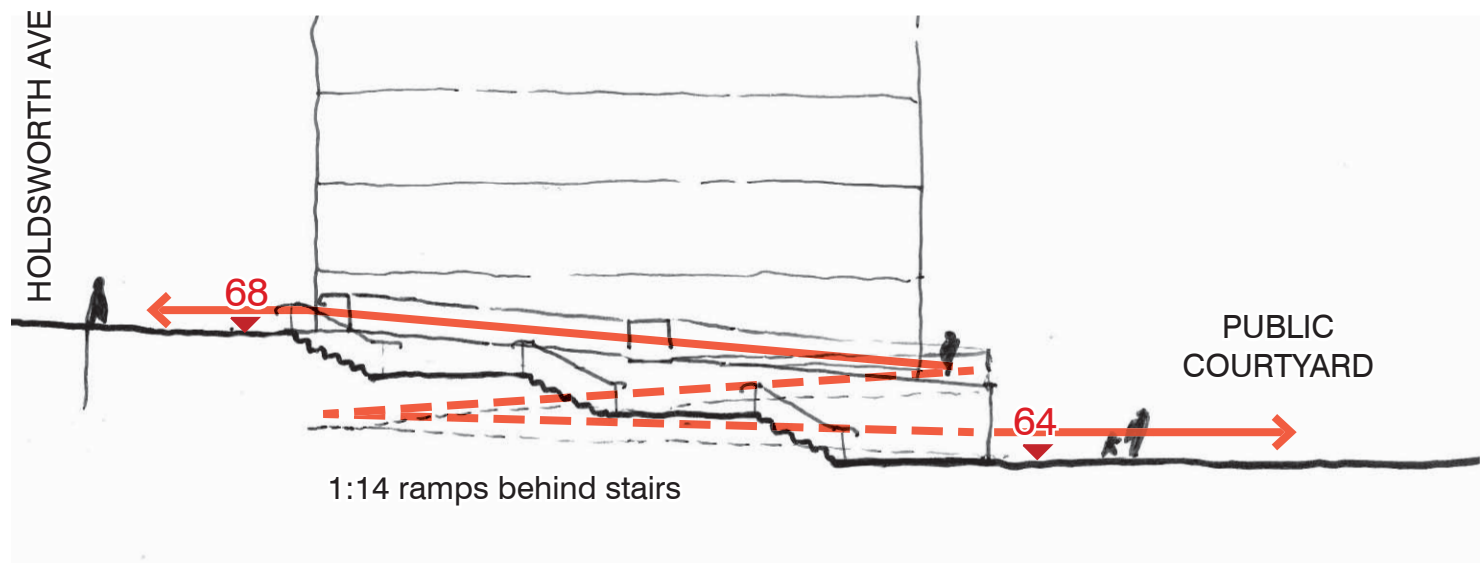 HOLDSWORTH AVE
68
PUBLIC
COURTYARD
64
1:14 ramps behind stairs